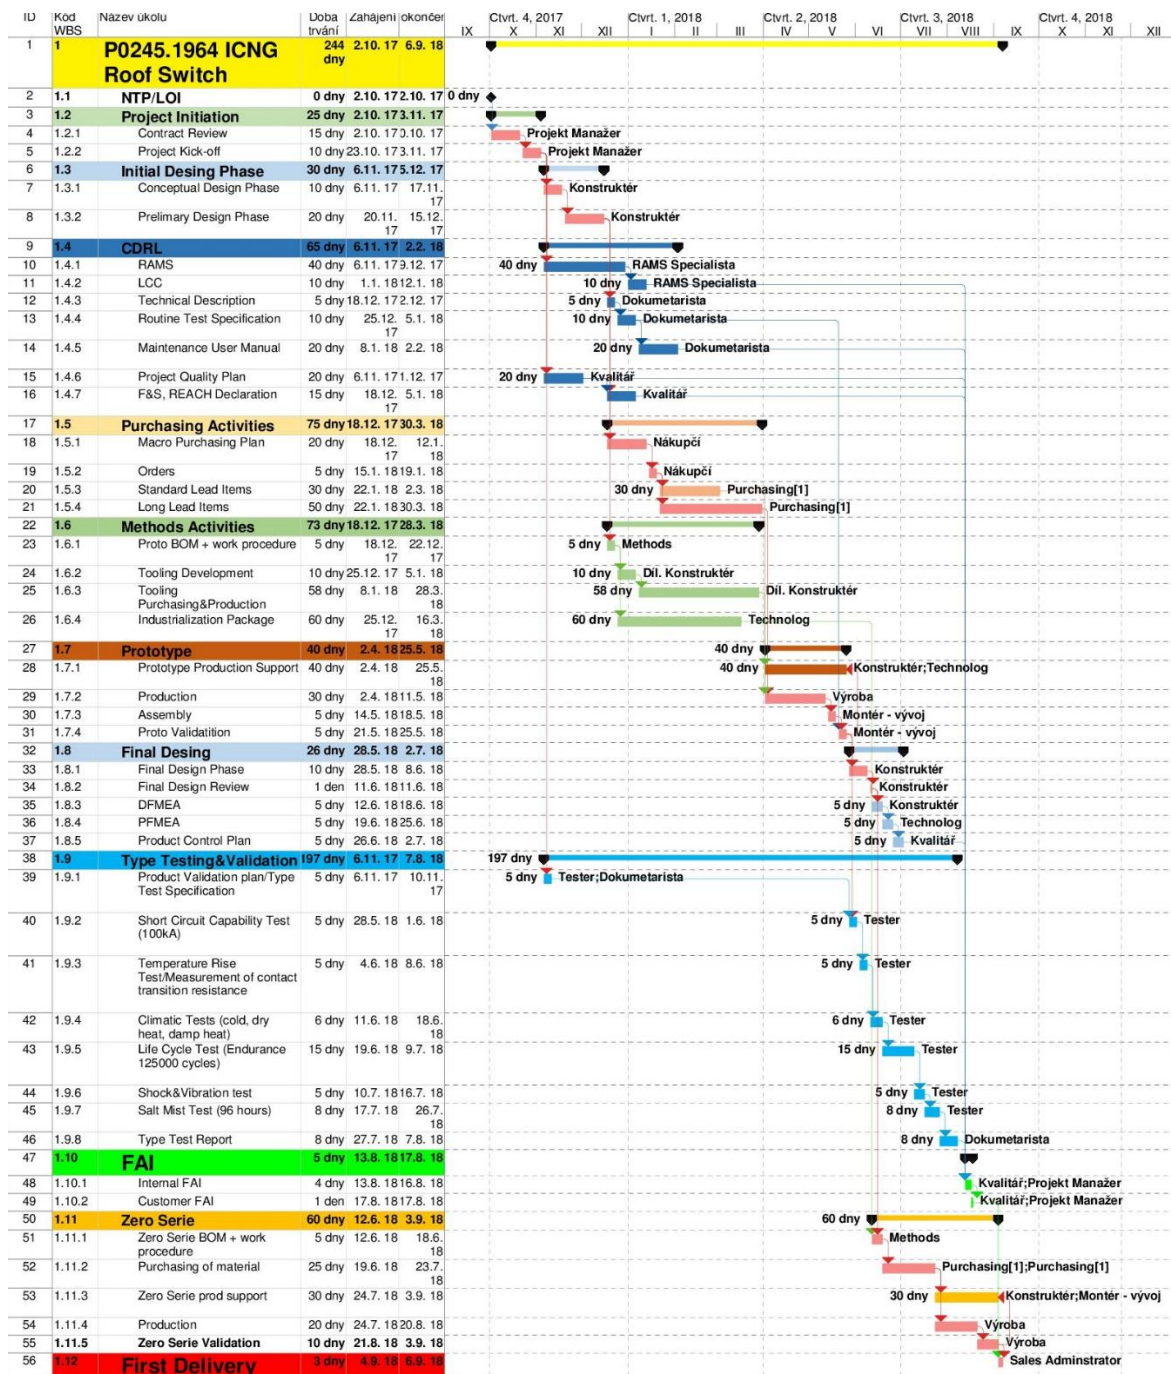 ID Kód WBS Název úkolu Doba trvání Zahájení okončen Ctvrt. 4, 2017 Ctvrt. 1, 2018 Ctvrt. 2, 2018 Ctvrt. 3, 2018 Ctvrt. 4, 2018
IX X XI XII I II III IV V VI VII VIII IX X XI XII
1 1 P0245.1964 ICNG Roof Switch 244 dny 2.10. 17 6.9. 18
2 1.1 NTP/LOI 0 dny 2.10. 17 2.10. 17 0 dny
3 1.2 Project Initiation 25 dny 2.10. 17 3.11. 17
4 1.2.1 Contract Review 15 dny 2.10. 17 0.10. 17 Projekt Manažer
5 1.2.2 Project Kick-off 10 dny 23.10. 17 3.11. 17 Projekt Manažer
6 1.3 Initial Desing Phase 30 dny 6.11. 17 5.12. 17
7 1.3.1 Conceptual Design Phase 10 dny 6.11. 17 17.11. 17 Konstruktér
8 1.3.2 Prelimary Design Phase 20 dny 20.11. 17 15.12. 17 Konstruktér
9 1.4 CDRL 65 dny 6.11. 17 2.2. 18
10 1.4.1 RAMS 40 dny 6.11. 17 9.12. 17 40 dny RAMS Specialista
11 1.4.2 LCC 10 dny 1.1. 18 12.1. 18 10 dny RAMS Specialista
12 1.4.3 Technical Description 5 dny 18.12. 17 2.12. 17 5 dny Dokumetarista
13 1.4.4 Routine Test Specification 10 dny 25.12. 17 5.1. 18 10 dny Dokumetarista
14 1.4.5 Maintenance User Manual 20 dny 8.1. 18 2.2. 18 20 dny Dokumetarista
15 1.4.6 Project Quality Plan 20 dny 6.11. 17 1.12. 17 20 dny Kvalitář
16 1.4.7 F&S, REACH Declaration 15 dny 18.12. 17 5.1. 18 Kvalitář
17 1.5 Purchasing Activities 75 dny 18.12. 17 30.3. 18
18 1.5.1 Macro Purchasing Plan 20 dny 18.12. 17 12.1. 18 Nákupčí
19 1.5.2 Orders 5 dny 15.1. 18 19.1. 18 Nákupčí
20 1.5.3 Standard Lead Items 30 dny 22.1. 18 2.3. 18 30 dny Purchasing[1]
21 1.5.4 Long Lead Items 50 dny 22.1. 18 30.3. 18 Purchasing[1]
22 1.6 Methods Activities 73 dny 18.12. 17 28.3. 18
23 1.6.1 Proto BOM + work procedure 5 dny 18.12. 17 22.12. 17 5 dny Methods
24 1.6.2 Tooling Development 10 dny 25.12. 17 5.1. 18 10 dny Díl. Konstruktér
25 1.6.3 Tooling Purchasing&Production 58 dny 8.1. 18 28.3. 18 58 dny Díl. Konstruktér
26 1.6.4 Industrialization Package 60 dny 25.12. 17 16.3. 18 60 dny Technolog
27 1.7 Prototype 40 dny 2.4. 18 25.5. 18 40 dny
28 1.7.1 Prototype Production Support 40 dny 2.4. 18 25.5. 18 40 dny Konstruktér;Technolog
29 1.7.2 Production 30 dny 2.4. 18 11.5. 18 Výroba
30 1.7.3 Assembly 5 dny 14.5. 18 18.5. 18 Montér - vývoj
31 1.7.4 Proto Validatition 5 dny 21.5. 18 25.5. 18 Montér - vývoj
32 1.8 Final Desing 26 dny 28.5. 18 2.7. 18
33 1.8.1 Final Design Phase 10 dny 28.5. 18 8.6. 18 Konstruktér
34 1.8.2 Final Design Review 1 den 11.6. 18 11.6. 18 Konstruktér
35 1.8.3 DFMEA 5 dny 12.6. 18 18.6. 18 5 dny Konstruktér
36 1.8.4 PFMEA 5 dny 19.6. 18 25.6. 18 5 dny Technolog
37 1.8.5 Product Control Plan 5 dny 26.6. 18 2.7. 18 5 dny Kvalitář
38 1.9 Type Testing&Validation 197 dny 6.11. 17 7.8. 18 197 dny
39 1.9.1 Product Validation plan/Type Test Specification 5 dny 6.11. 17 10.11. 17 5 dny Tester;Dokumetarista
40 1.9.2 Short Circuit Capability Test (100kA) 5 dny 28.5. 18 1.6. 18 5 dny Tester
41 1.9.3 Temperature Rise Test/Measurement of contact transition resistance 5 dny 4.6. 18 8.6. 18 5 dny Tester
42 1.9.4 Climatic Tests (cold, dry heat, damp heat) 6 dny 11.6. 18 18.6. 18 6 dny Tester
43 1.9.5 Life Cycle Test (Endurance 125000 cycles) 15 dny 19.6. 18 9.7. 18 15 dny Tester
44 1.9.6 Shock&Vibration test 5 dny 10.7. 18 16.7. 18 5 dny Tester
45 1.9.7 Salt Mist Test (96 hours) 8 dny 17.7. 18 26.7. 18 8 dny Tester
46 1.9.8 Type Test Report 8 dny 27.7. 18 7.8. 18 8 dny Dokumetarista
47 1.10 FAI 5 dny 13.8. 18 17.8. 18
48 1.10.1 Internal FAI 4 dny 13.8. 18 16.8. 18 Kvalitář;Projekt Manažer
49 1.10.2 Customer FAI 1 den 17.8. 18 17.8. 18 Kvalitář;Projekt Manažer
50 1.11 Zero Serie 60 dny 12.6. 18 3.9. 18 60 dny
51 1.11.1 Zero Serie BOM + work procedure 5 dny 12.6. 18 18.6. 18 Methods
52 1.11.2 Purchasing of material 25 dny 19.6. 18 23.7. 18 Purchasing[1];Purchasing[1]
53 1.11.3 Zero Serie prod support 30 dny 24.7. 18 3.9. 18 30 dny Konstruktér;Montér - vývoj
54 1.11.4 Production 20 dny 24.7. 18 20.8. 18 Výroba
55 1.11.5 Zero Serie Validation 10 dny 21.8. 18 3.9. 18 Výroba
56 1.12 First Delivery 3 dny 4.9. 18 6.9. 18 Sales Adminstrator